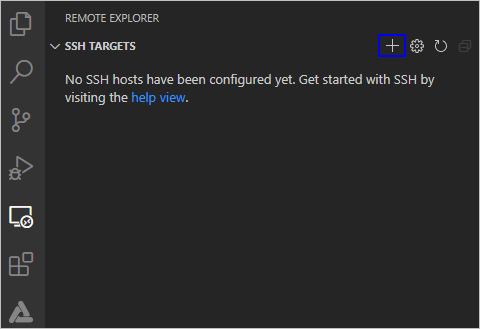 REMOTE EXPLORER
SSH TARGETS
No SSH hosts have been configured yet. Get started with SSH by
visiting the help view.